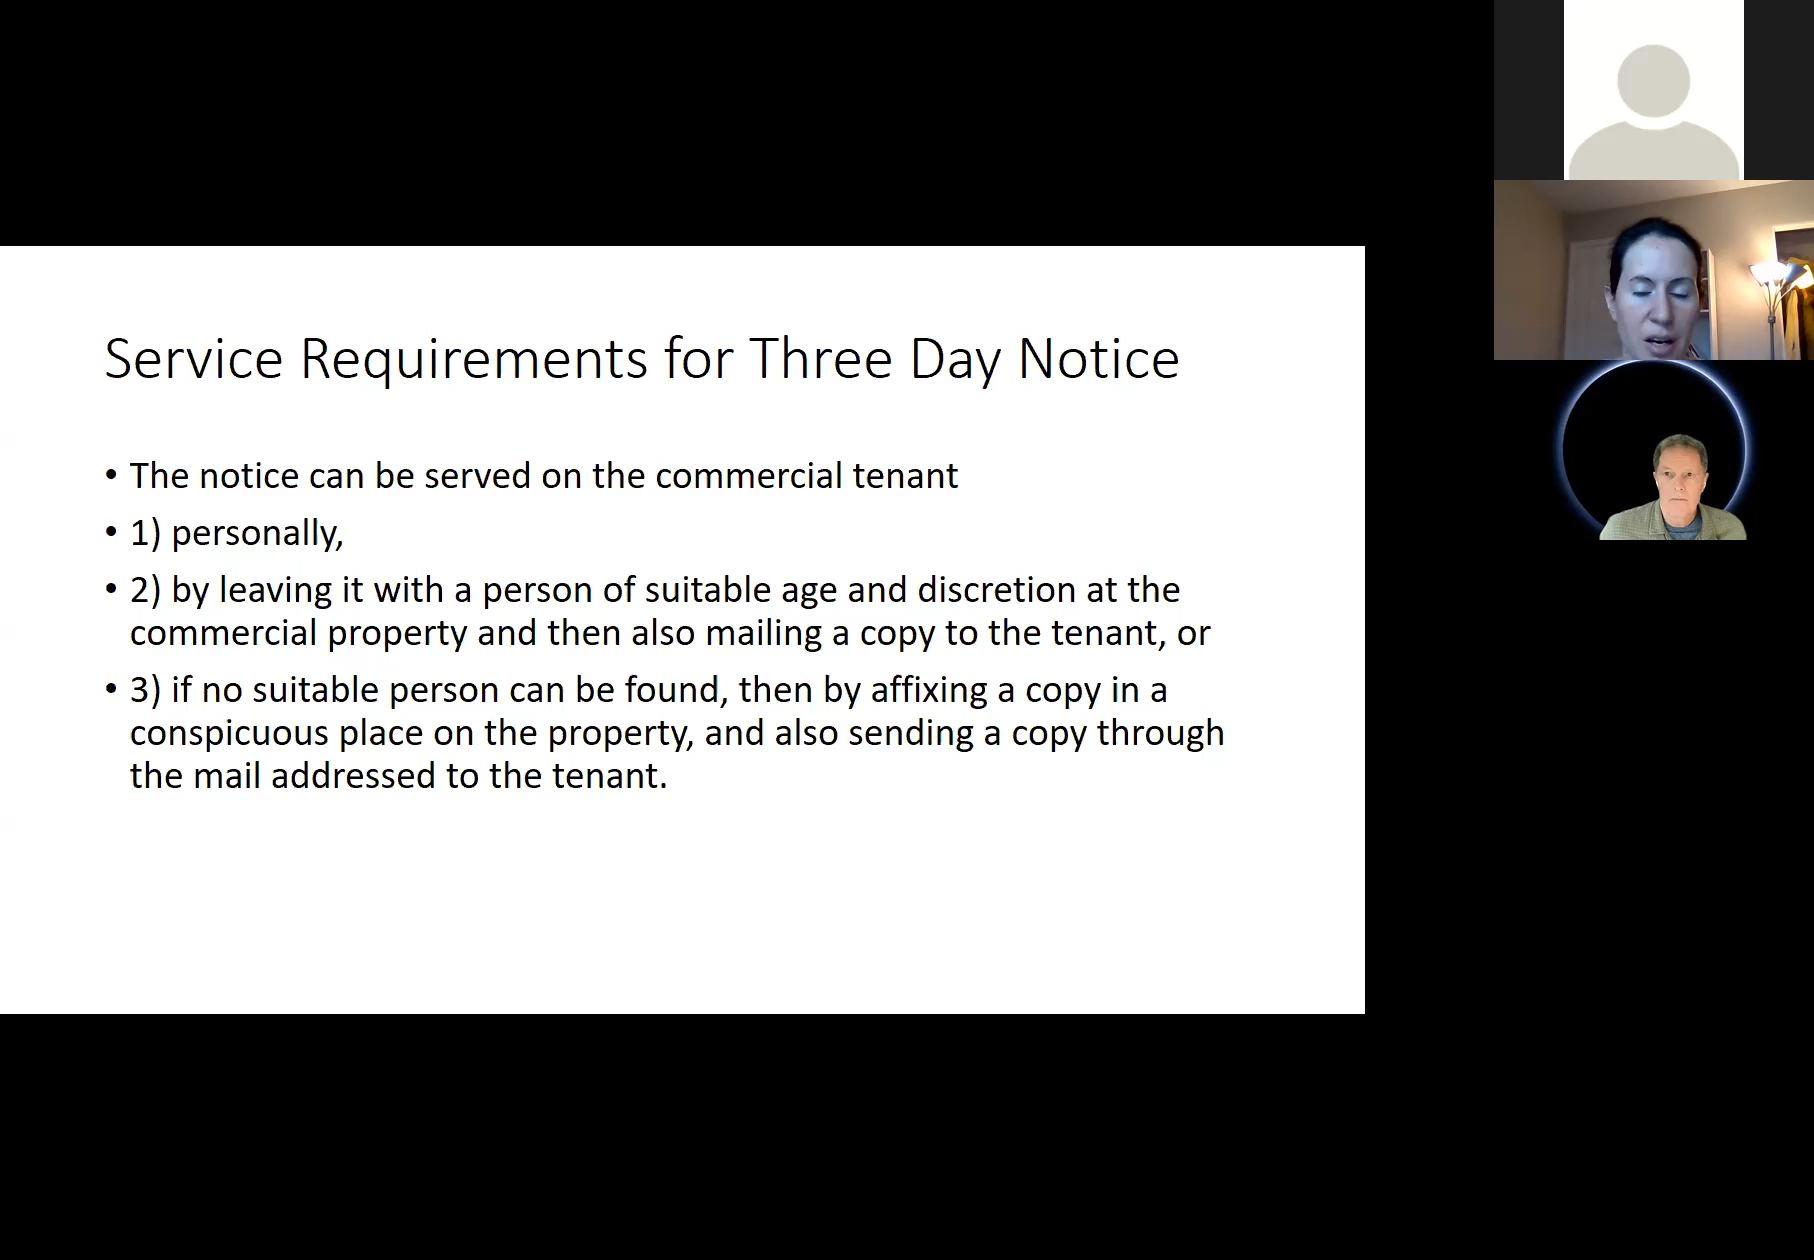 Service Requirements for Three Day Notice
• The notice can be served on the commercial tenant
• 1) personally,
• 2) by leaving it with a person of suitable age and discretion at the
commercial property and then also mailing a copy to the tenant, or
• 3) if no suitable person can be found, then by affixing a copy in a
conspicuous place on the property, and also sending a copy through
the mail addressed to the tenant.